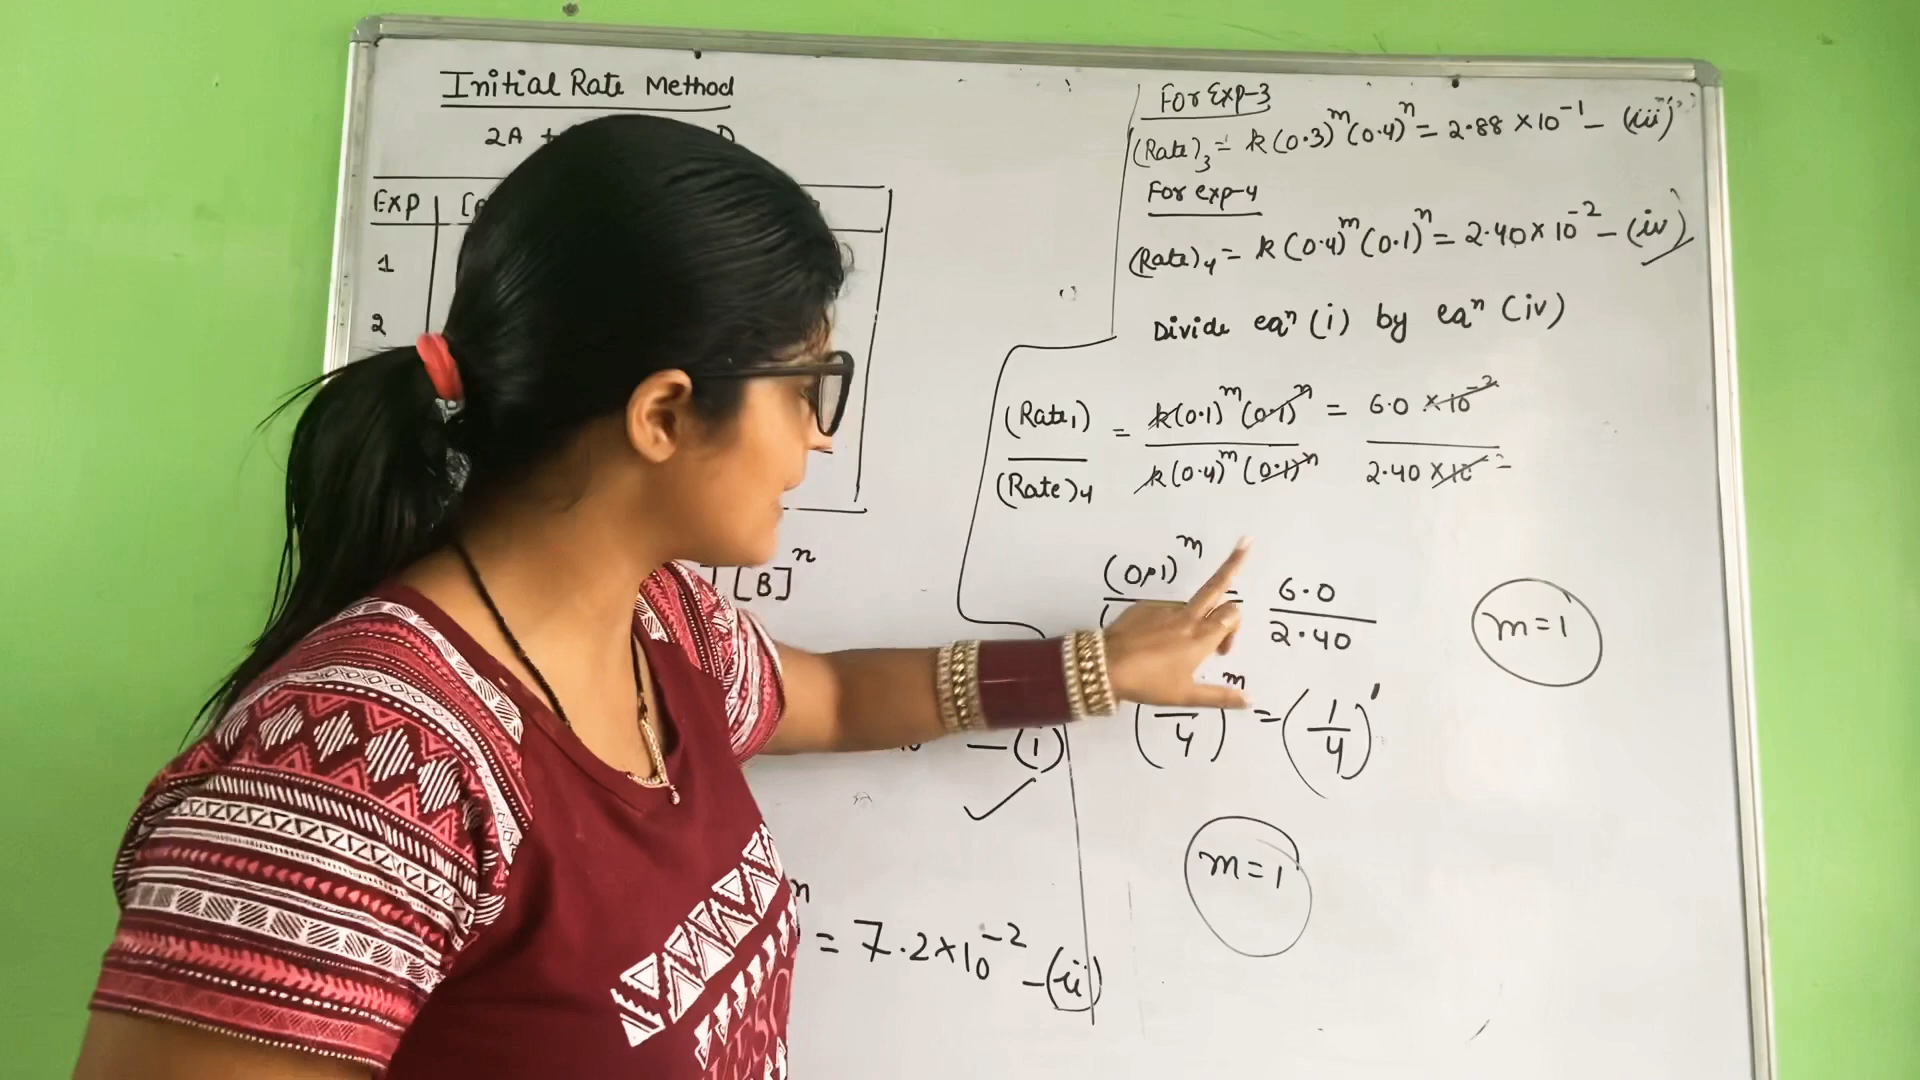 Initial Rate Method
2A +
D
Exp
1
2
[B]ⁿ
— (i)
n
= 7.2×10⁻² – (ii)
For Exp-3
(Rate)₃ = k(0.3)ᵐ(0.4)ⁿ = 2.88 ×10⁻¹ – (iii)
For exp-4
(Rate)₄ = k(0.4)ᵐ(0.1)ⁿ = 2.40×10⁻² – (iv)
Divide eqⁿ (i) by eqⁿ (iv)
(Rate₁) / (Rate)₄ = k(0.1)ᵐ(0.1)ⁿ / k(0.4)ᵐ(0.1)ⁿ = 6.0 ×10⁻² / 2.40 ×10⁻²
(0.1)ᵐ
6.0 / 2.40
m = 1
4)ᵐ = (1/4)¹
m = 1